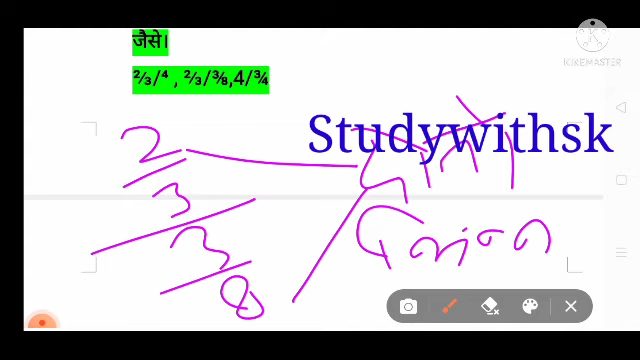 KINEMASTER
जैसे।
⅔/⁴ , ⅔/⅜,4/¾
Studywithsk
2
3
3
8